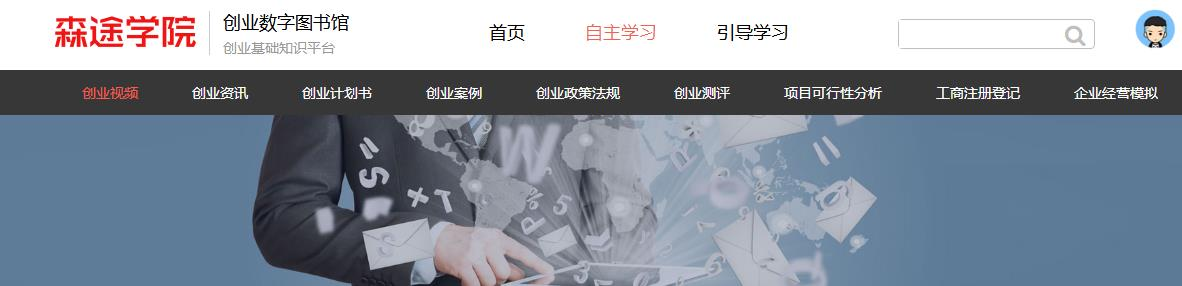 森途学院
创业数字图书馆
创业基础知识平台
首页 自主学习 引导学习
创业视频 创业资讯 创业计划书 创业案例 创业政策法规 创业测评 项目可行性分析 工商注册登记 企业经营模拟